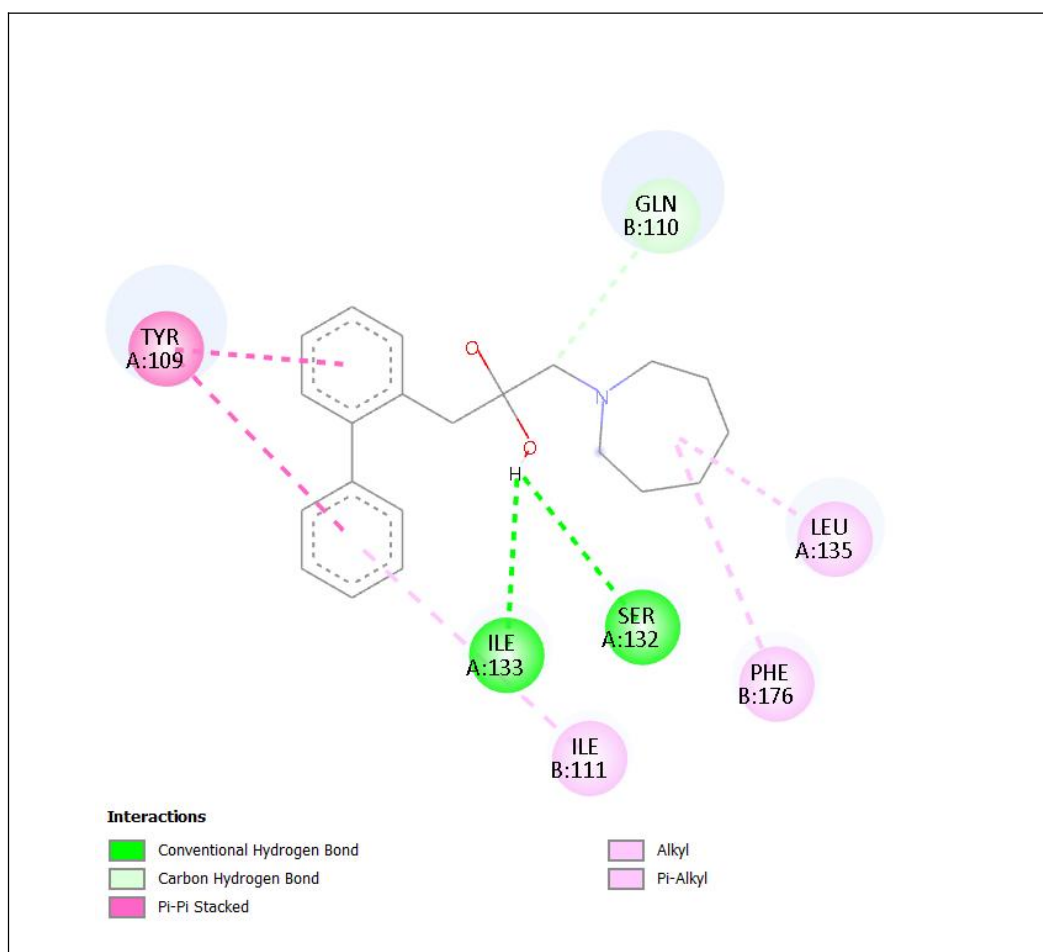 GLN
B:110
TYR
A:109
O
N
O
H
LEU
A:135
SER
A:132
ILE
A:133
PHE
B:176
ILE
B:111
Interactions
Conventional Hydrogen Bond
Carbon Hydrogen Bond
Pi-Pi Stacked
Alkyl
Pi-Alkyl